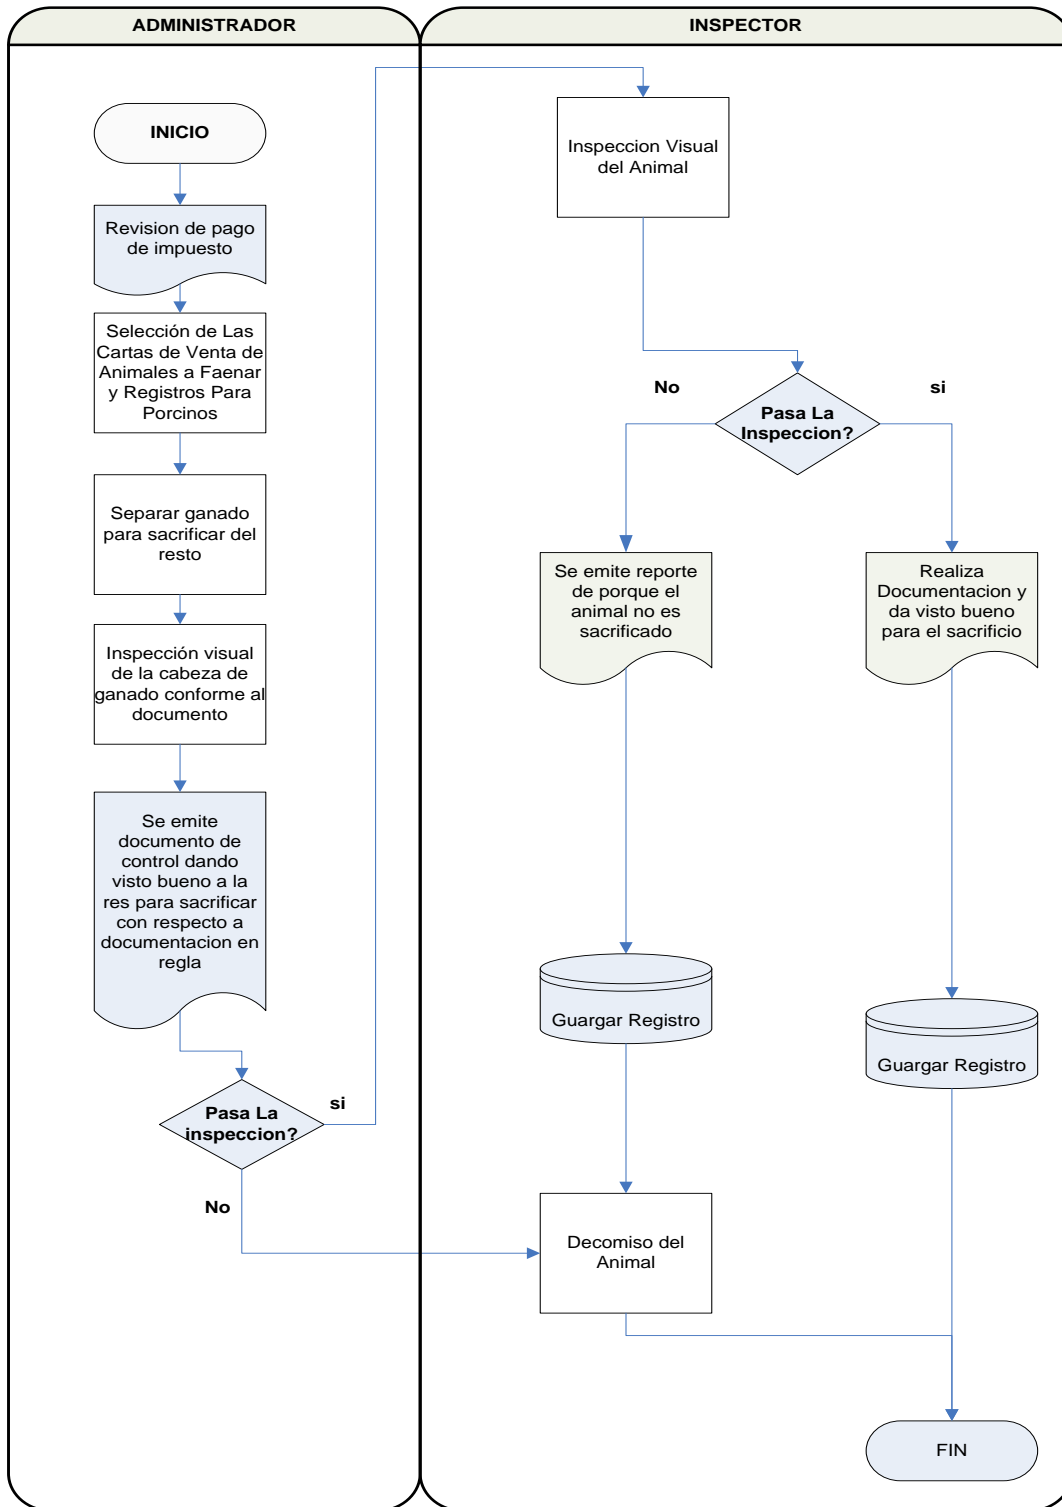 ADMINISTRADOR
INICIO
Revision de pago
de impuesto
Selección de Las
Cartas de Venta de
Animales a Faenar
y Registros Para
Porcinos
Separar ganado
para sacrificar del
resto
Inspección visual
de la cabeza de
ganado conforme al
documento
Se emite
documento de
control dando
visto bueno a la
res para sacrificar
con respecto a
documentacion en
regla
Pasa La
inspeccion?
si
No
INSPECTOR
Inspeccion Visual
del Animal
Pasa La
Inspeccion?
No
si
Se emite reporte
de porque el
animal no es
sacrificado
Realiza
Documentacion y
da visto bueno
para el sacrificio
Guargar Registro
Guargar Registro
Decomiso del
Animal
FIN